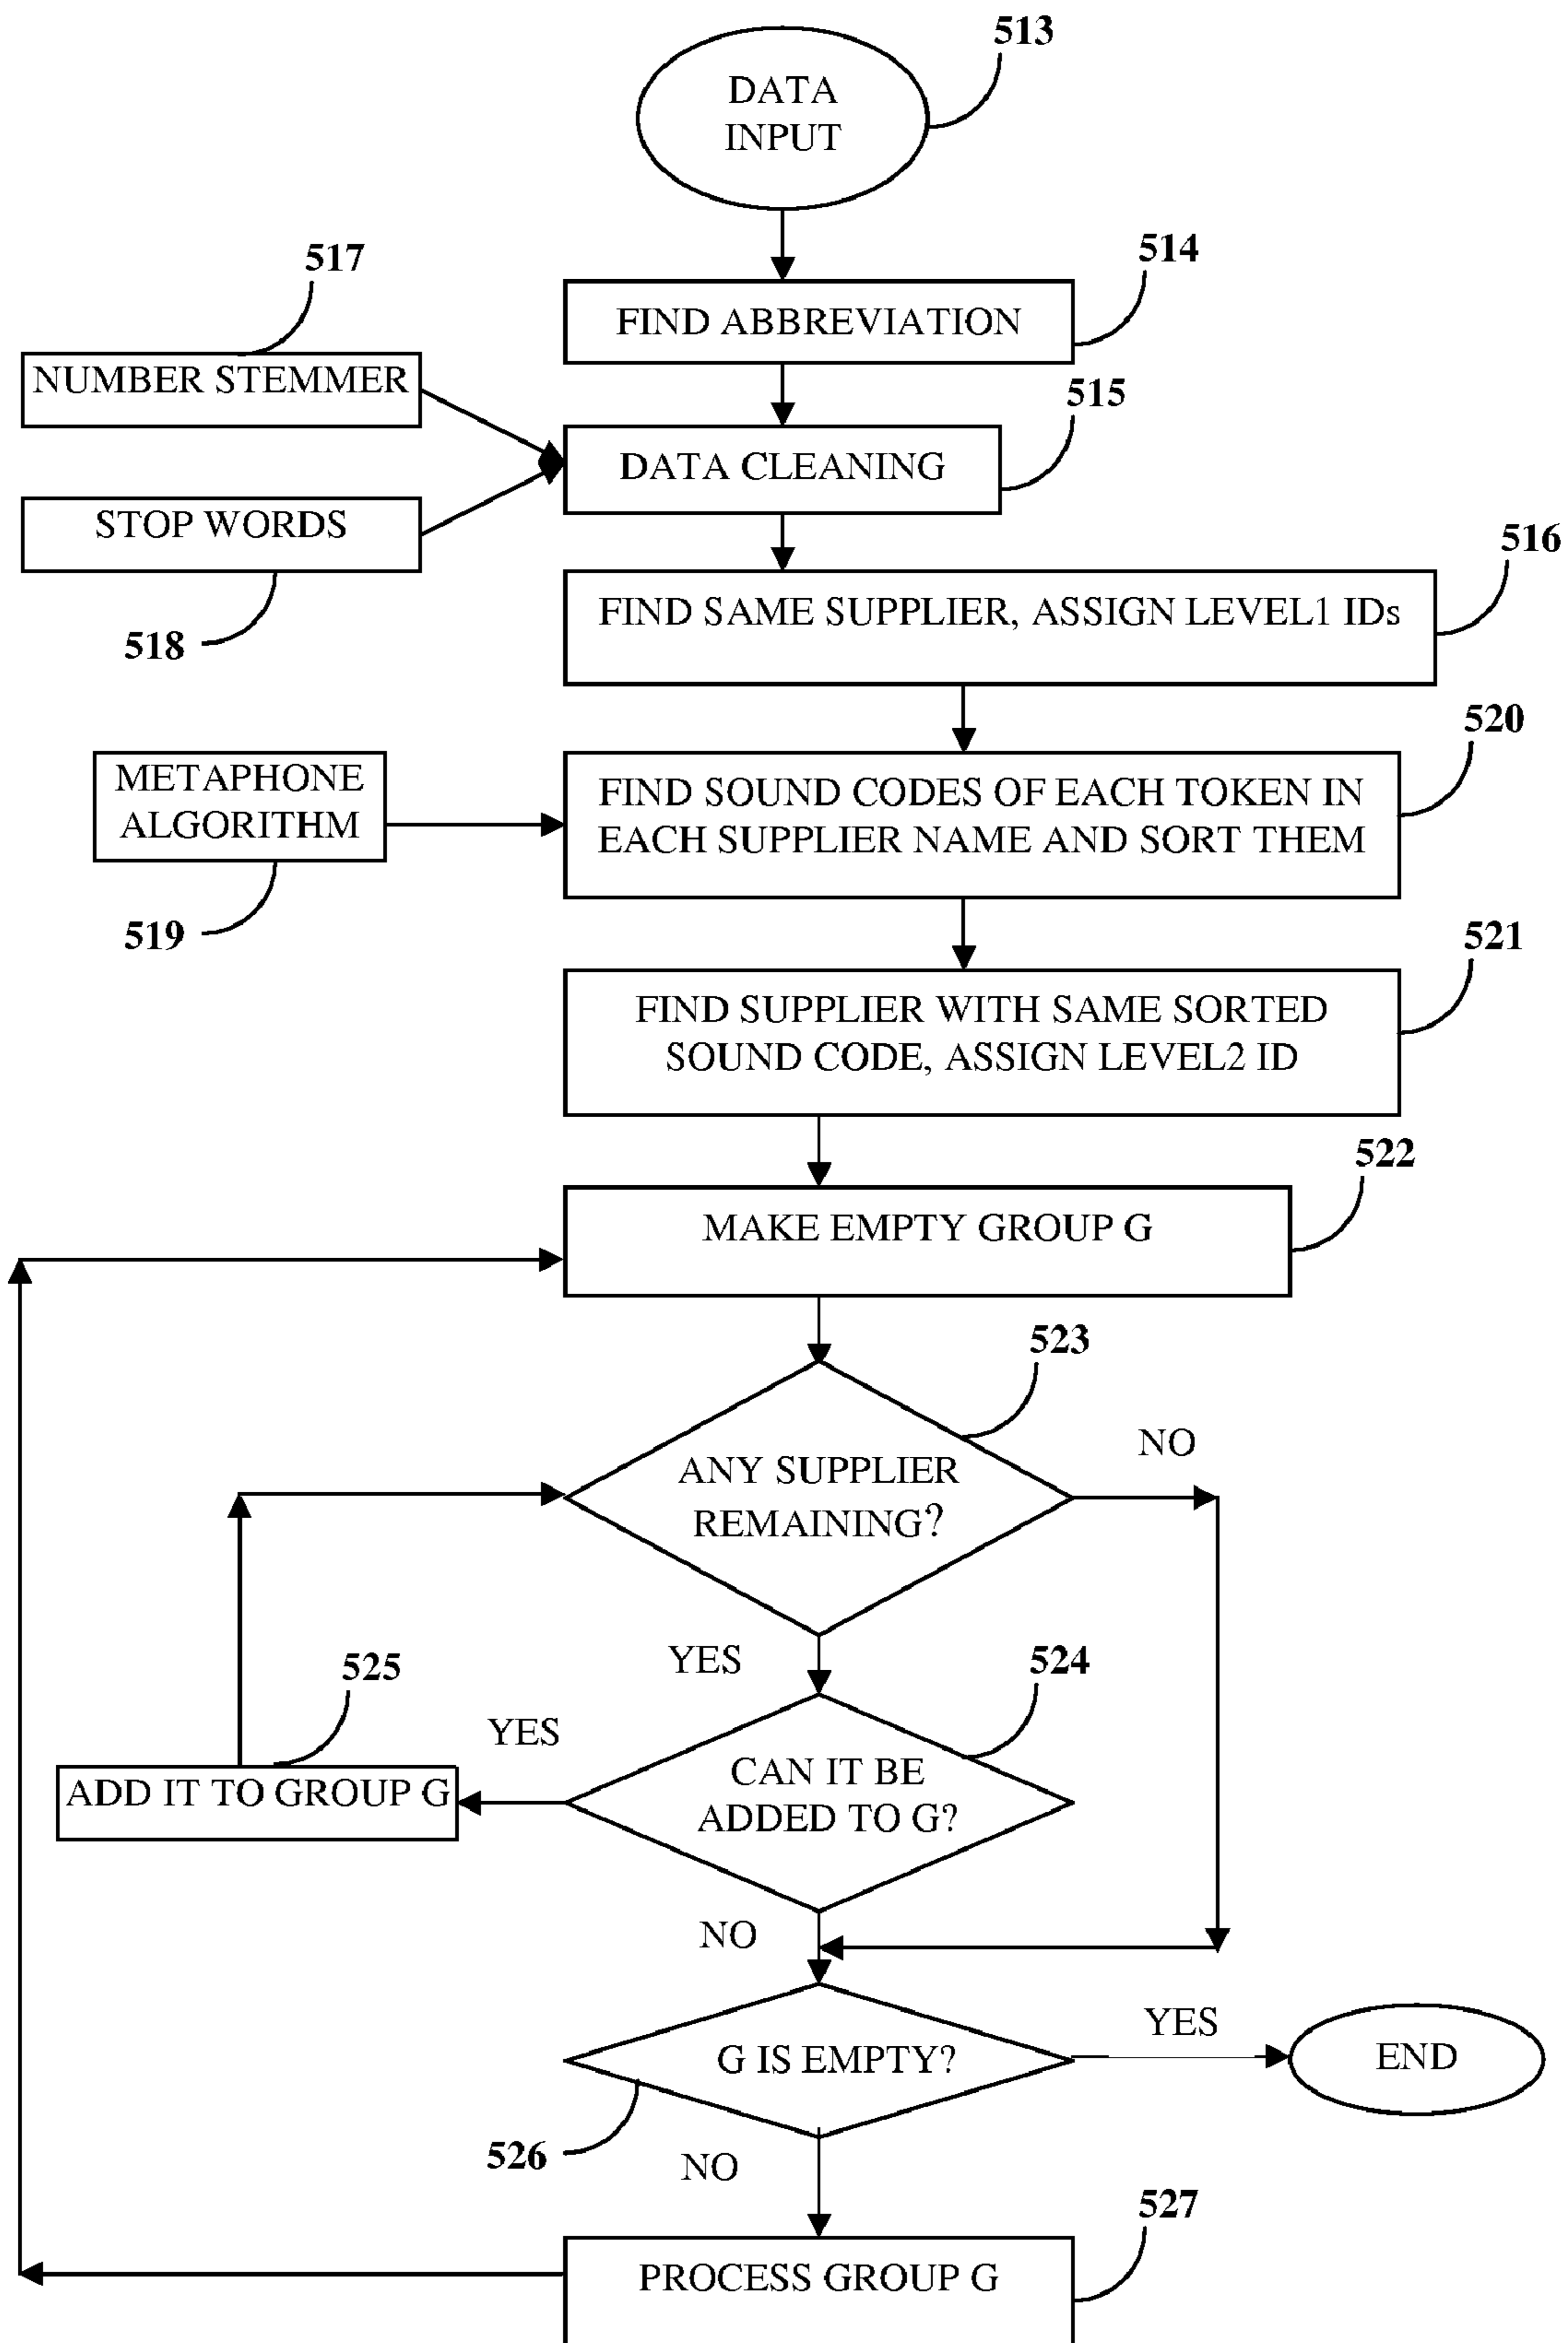 513
DATA
INPUT
517
514
FIND ABBREVIATION
NUMBER STEMMER
515
DATA CLEANING
STOP WORDS
518
516
FIND SAME SUPPLIER, ASSIGN LEVEL1 IDs
520
METAPHONE
ALGORITHM
FIND SOUND CODES OF EACH TOKEN IN
EACH SUPPLIER NAME AND SORT THEM
519
521
FIND SUPPLIER WITH SAME SORTED
SOUND CODE, ASSIGN LEVEL2 ID
522
MAKE EMPTY GROUP G
523
NO
ANY SUPPLIER
REMAINING?
YES
524
525
YES
CAN IT BE
ADDED TO G?
ADD IT TO GROUP G
NO
YES
G IS EMPTY?
END
526
NO
527
PROCESS GROUP G